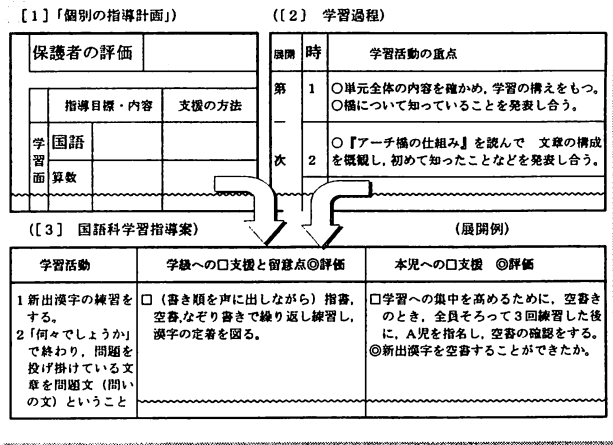 [1]「個別の指導計画」)
([2] 学習過程)
保護者の評価
指導目標・内容 支援の方法
学習面
国語
算数
展開 時 学習活動の重点
第一次
1 ○単元全体の内容を確かめ，学習の構えをもつ。
○橋について知っていることを発表し合う。
2 ○『アーチ橋の仕組み』を読んで 文章の構成
を概観し，初めて知ったことなどを発表し合う。
([3] 国語科学習指導案) (展開例)
学習活動 学級への□支援と留意点◎評価 本児への□支援 ◎評価
1 新出漢字の練習を
する。
2「何々でしょうか」
で終わり，問題を
投げ掛けている文
章を問題文（問い
の文）ということ
□（書き順を声に出しながら）指書，
空書,なぞり書きで繰り返し練習し，
漢字の定着を図る。
□学習への集中を高めるために，空書き
のとき，全員そろって3回練習した後
に，A児を指名し，空書の確認をする。
◎新出漢字を空書することができたか。